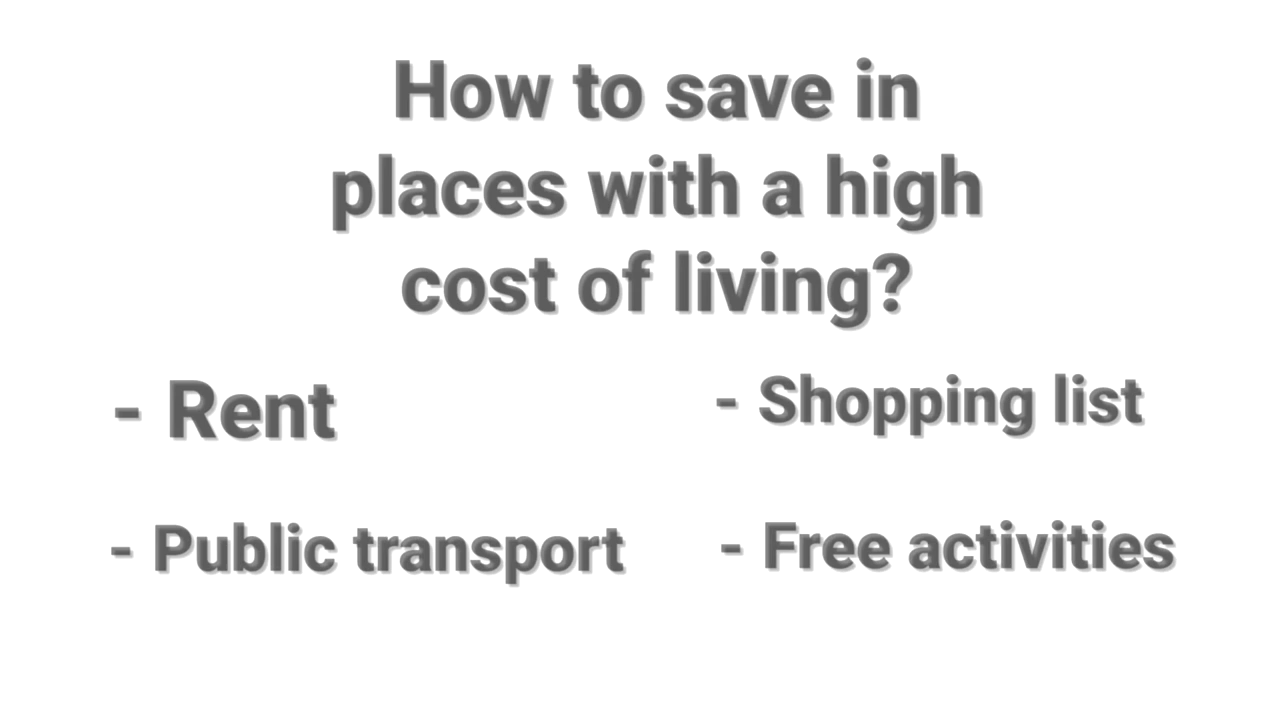 How to save in
places with a high
cost of living?
- Rent
- Shopping list
- Public transport
- Free activities